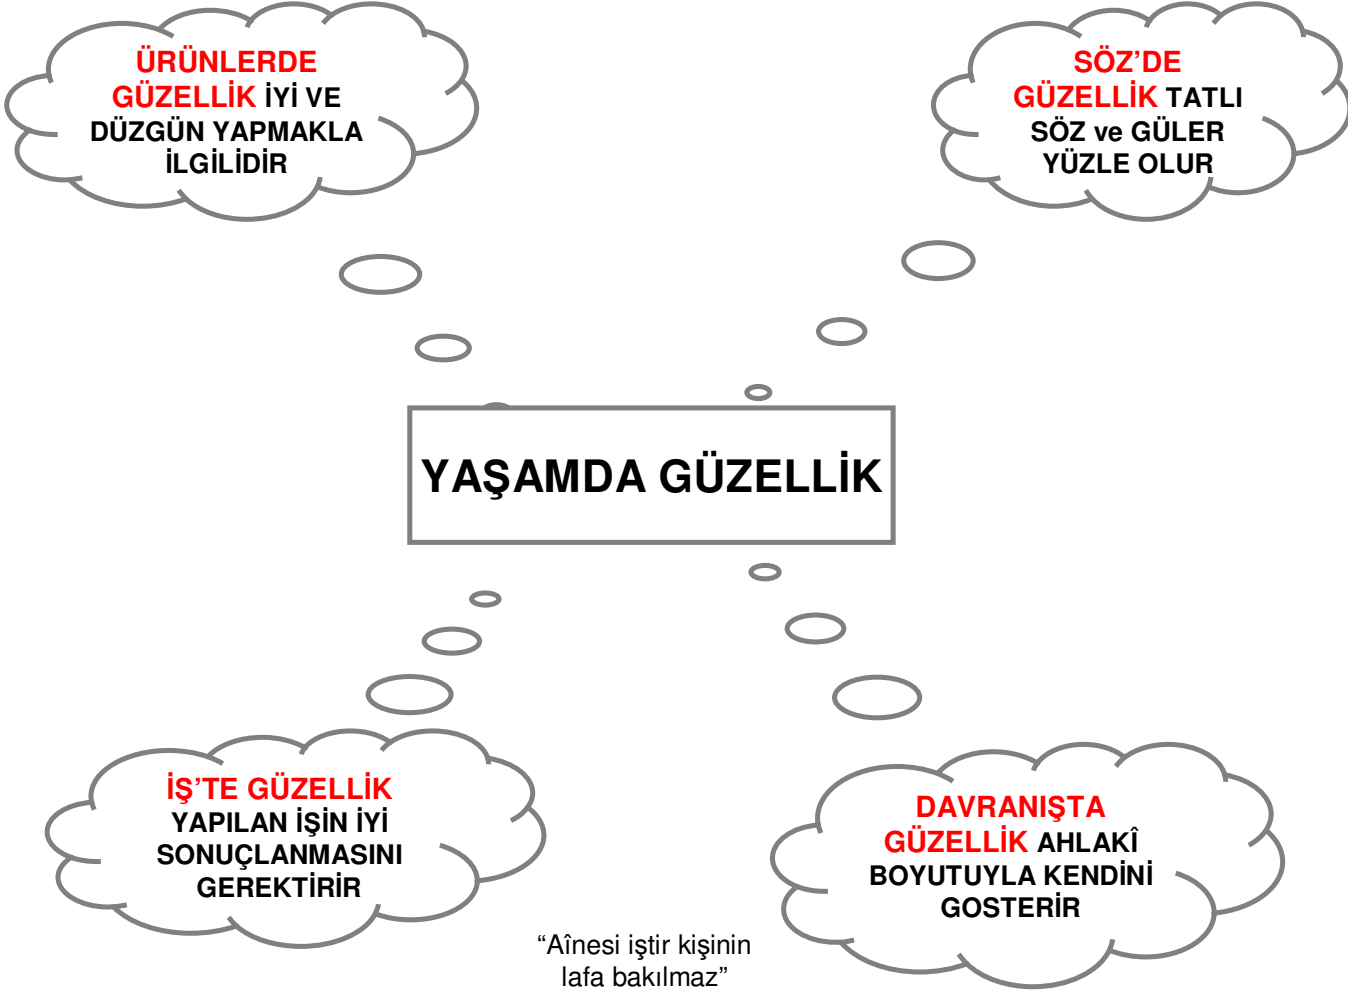 ÜRÜNLERDE
GÜZELLİK İYİ VE
DÜZGÜN YAPMAKLA
İLGİLİDİR
SÖZ’DE
GÜZELLİK TATLI
SÖZ ve GÜLER
YÜZLE OLUR
YAŞAMDA GÜZELLİK
İŞ’TE GÜZELLİK
YAPILAN İŞİN İYİ
SONUÇLANMASINI
GEREKTİRİR
DAVRANIŞTA
GÜZELLİK AHLAKÎ
BOYUTUYLA KENDİNİ
GOSTERİR
“Aînesi iştir kişinin
lafa bakılmaz”